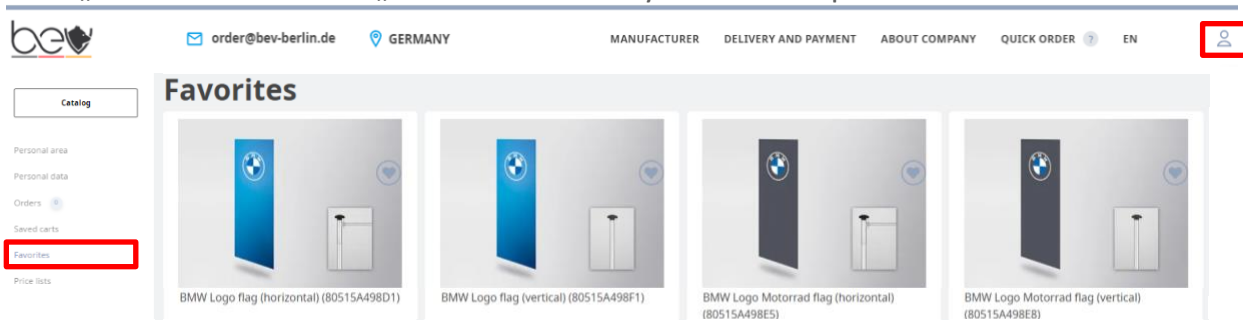 bev
order@bev-berlin.de
GERMANY
MANUFACTURER
DELIVERY AND PAYMENT
ABOUT COMPANY
QUICK ORDER ?
EN
Catalog
Personal area
Personal data
Orders
Saved carts
Favorites
Price lists
Favorites
BMW Logo flag (horizontal) (80515A498D1)
BMW Logo flag (vertical) (80515A498F1)
BMW Logo Motorrad flag (horizontal)
(80515A498E5)
BMW Logo Motorrad flag (vertical)
(80515A498E8)